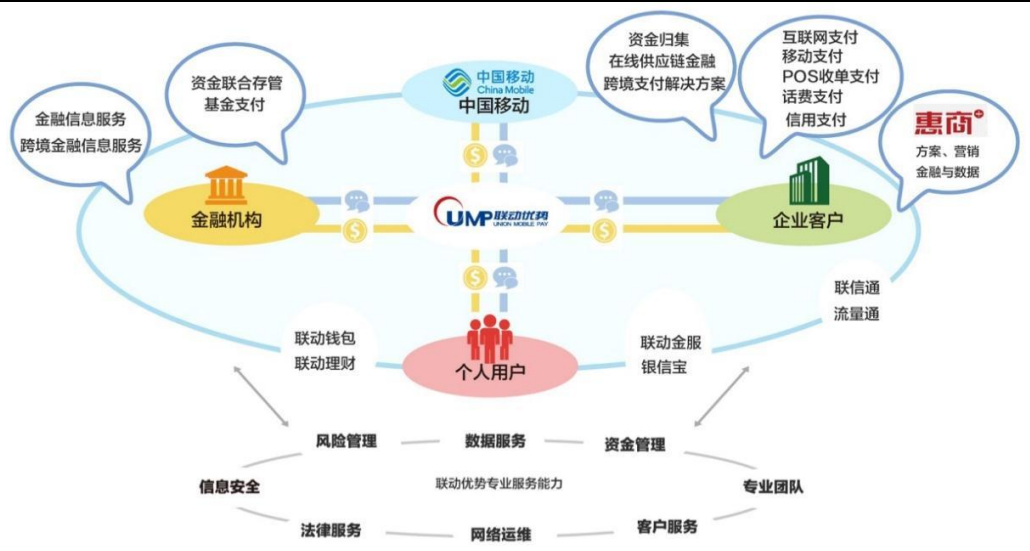 资金联合存管
基金支付
金融信息服务
跨境金融信息服务
中国移动
China Mobile
中国移动
资金归集
在线供应链金融
跨境支付解决方案
互联网支付
移动支付
POS收单支付
话费支付
信用支付
惠商
方案、营销
金融与数据
金融机构
UMP 联动优势
UNION MOBILE PAY
企业客户
联信通
流量通
联动钱包
联动理财
个人用户
联动金服
银信宝
风险管理
数据服务
资金管理
信息安全
联动优势专业服务能力
专业团队
法律服务
网络运维
客户服务